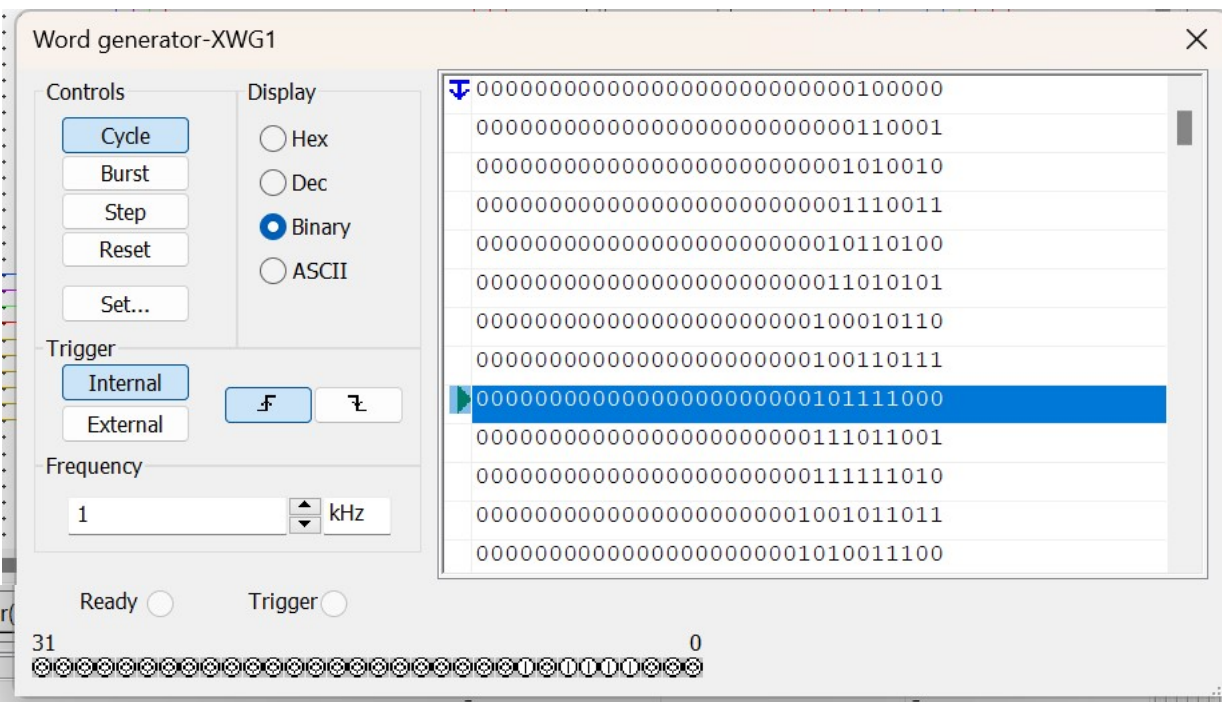 Word generator-XWG1
Controls
Cycle
Burst
Step
Reset
Set...
Display
Hex
Dec
Binary
ASCII
Trigger
Internal
External
Frequency
1 kHz
Ready
Trigger
31 0
00000000000000000000000000100000
00000000000000000000000000110001
00000000000000000000000001010010
00000000000000000000000001110011
00000000000000000000000010110100
00000000000000000000000011010101
00000000000000000000000100010110
00000000000000000000000100110111
00000000000000000000000101111000
00000000000000000000000111011001
00000000000000000000000111111010
00000000000000000000001001011011
00000000000000000000001010011100
r(